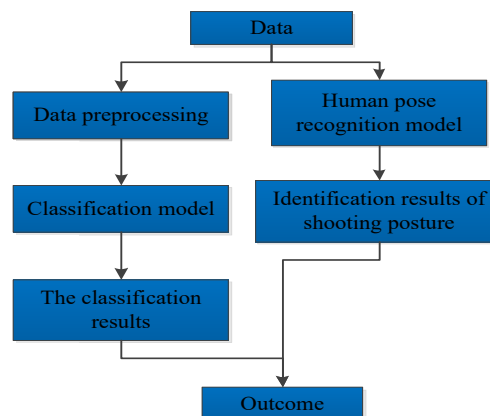 Data
Data preprocessing
Human pose
recognition model
Classification model
Identification results of
shooting posture
The classification
results
Outcome